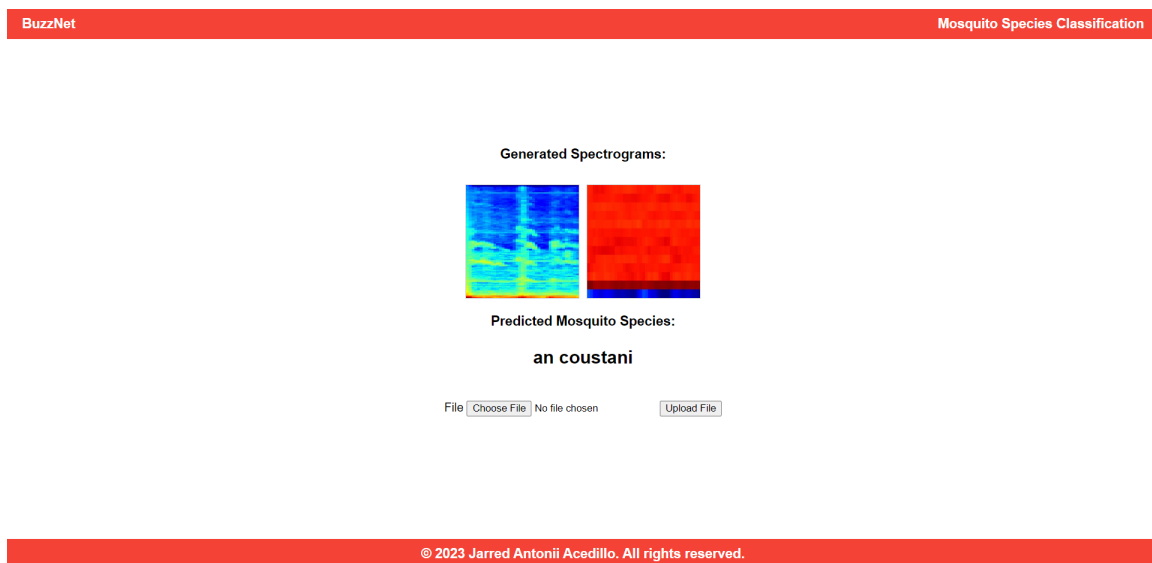 BuzzNet
Mosquito Species Classification
Generated Spectrograms:
Predicted Mosquito Species:
an coustani
File Choose File No file chosen Upload File
© 2023 Jarred Antonii Acedillo. All rights reserved.